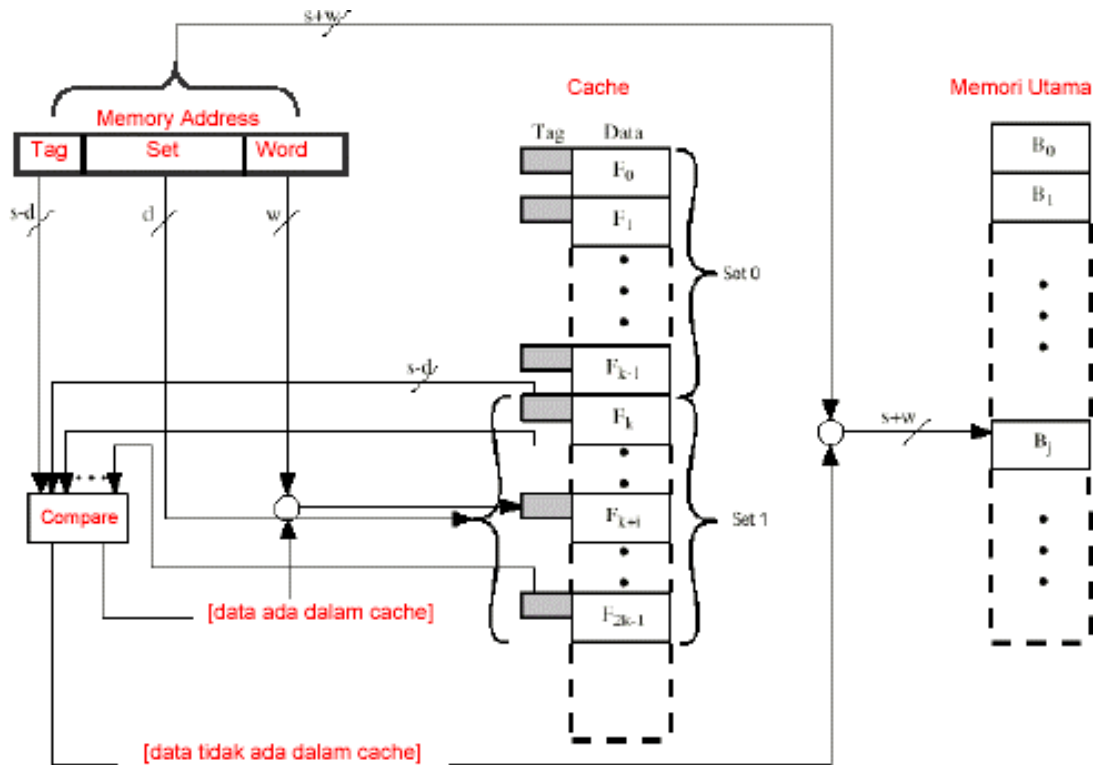 s+w
Cache
Memori Utama
Memory Address
Tag Set Word
Tag Data
F0
F1
Set 0
Fk-1
Fk
Fk+i
Set 1
F2k-1
B0
B1
Bj
s-d
d
w
s-d
s+w
Compare
[data ada dalam cache]
[data tidak ada dalam cache]